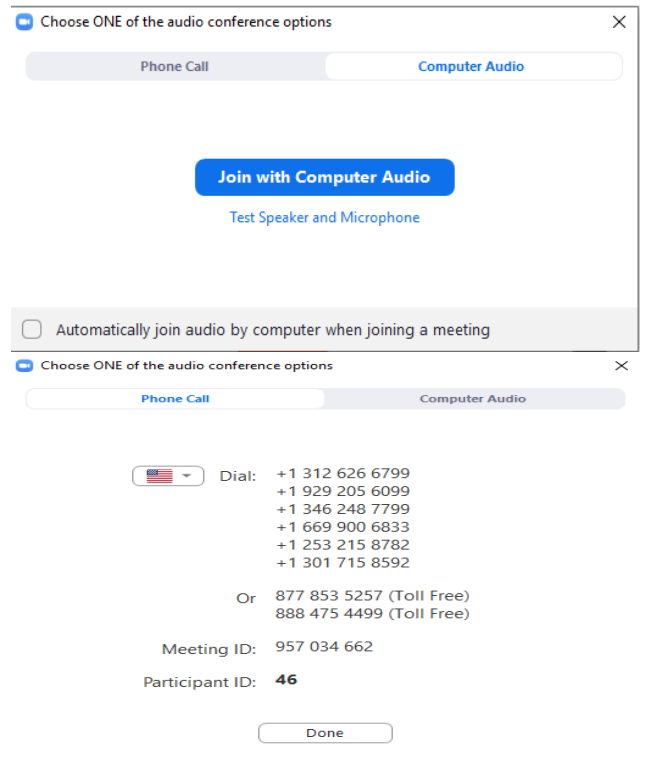 Choose ONE of the audio conference options
Phone Call Computer Audio
Join with Computer Audio
Test Speaker and Microphone
Automatically join audio by computer when joining a meeting
Choose ONE of the audio conference options
Phone Call Computer Audio
Dial: +1 312 626 6799
+1 929 205 6099
+1 346 248 7799
+1 669 900 6833
+1 253 215 8782
+1 301 715 8592
Or 877 853 5257 (Toll Free)
888 475 4499 (Toll Free)
Meeting ID: 957 034 662
Participant ID: 46
Done